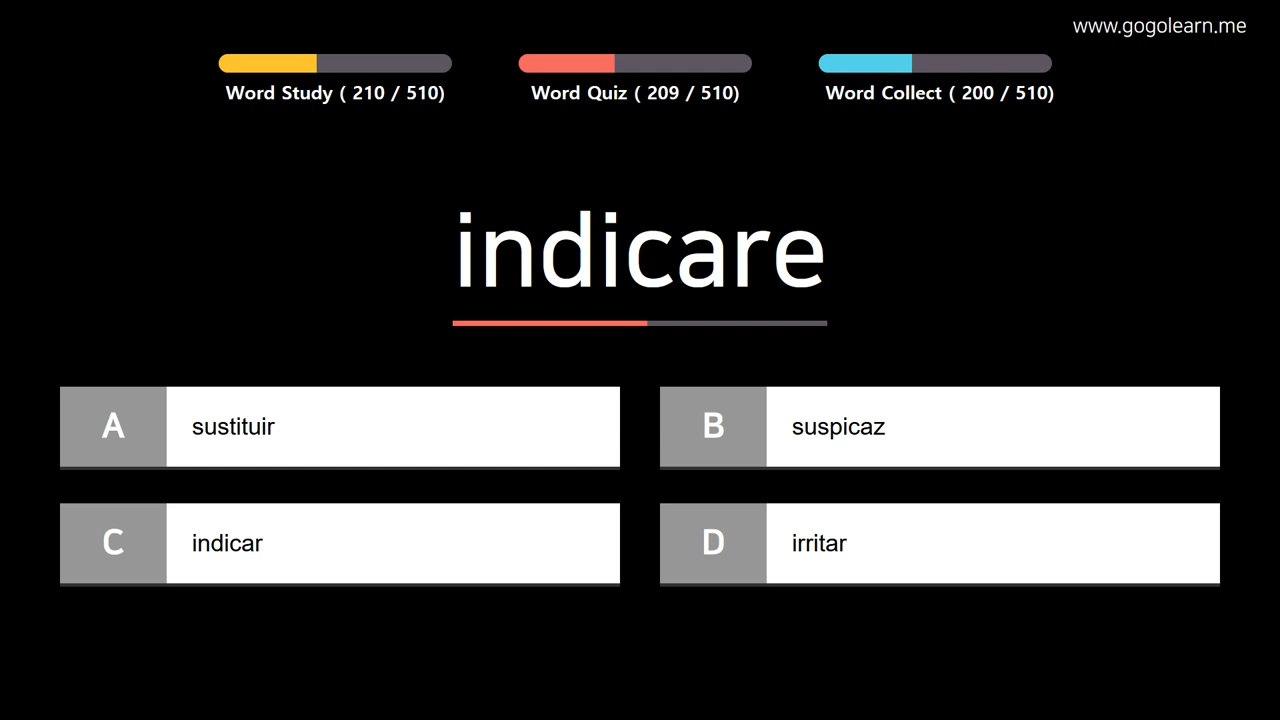 www.gogolearn.me
Word Study ( 210 / 510)
Word Quiz ( 209 / 510)
Word Collect ( 200 / 510)
indicare
A
sustituir
B
suspicaz
C
indicar
D
irritar